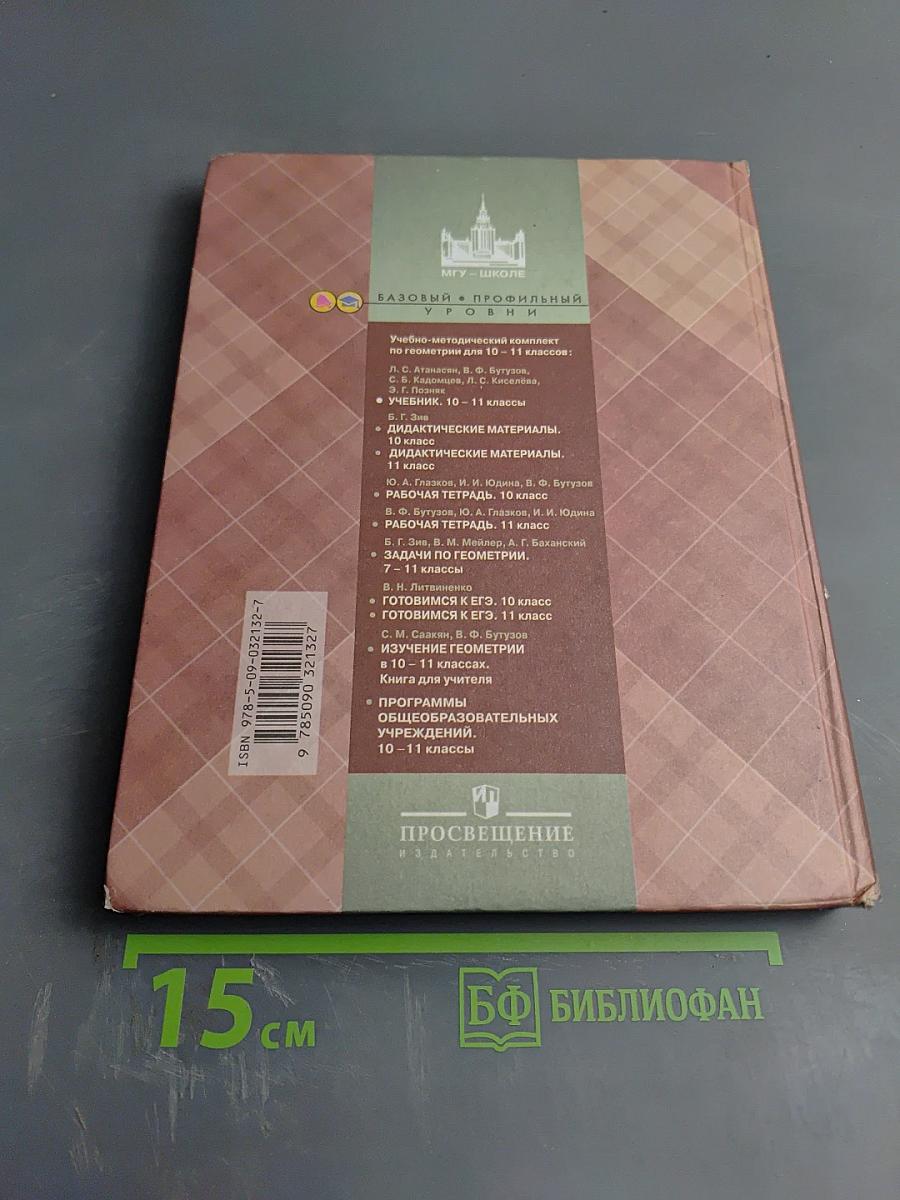 МГУ – ШКОЛЕ
БАЗОВЫЙ • ПРОФИЛЬНЫЙ
УРОВНИ
Учебно-методический комплект
по геометрии для 10 – 11 классов:
Л. С. Атанасян, В. Ф. Бутузов,
С. Б. Кадомцев, Л. С. Киселёва,
Э. Г. Позняк
• УЧЕБНИК. 10 – 11 классы
Б. Г. Зив
• ДИДАКТИЧЕСКИЕ МАТЕРИАЛЫ.
10 класс
• ДИДАКТИЧЕСКИЕ МАТЕРИАЛЫ.
11 класс
Ю. А. Глазков, И. И. Юдина, В. Ф. Бутузов
• РАБОЧАЯ ТЕТРАДЬ. 10 класс
В. Ф. Бутузов, Ю. А. Глазков, И. И. Юдина
• РАБОЧАЯ ТЕТРАДЬ. 11 класс
Б. Г. Зив, В. М. Мейлер, А. Г. Баханский
• ЗАДАЧИ ПО ГЕОМЕТРИИ.
7 – 11 классы
В. Н. Литвиненко
• ГОТОВИМСЯ К ЕГЭ. 10 класс
• ГОТОВИМСЯ К ЕГЭ. 11 класс
С. М. Саакян, В. Ф. Бутузов
• ИЗУЧЕНИЕ ГЕОМЕТРИИ
в 10 – 11 классах.
Книга для учителя
• ПРОГРАММЫ
ОБЩЕОБРАЗОВАТЕЛЬНЫХ
УЧРЕЖДЕНИЙ.
10 – 11 классы
ISBN 978-5-09-032132-7
9 785090 321327
ПРОСВЕЩЕНИЕ
ИЗДАТЕЛЬСТВО
15 см
БФ БИБЛИОФАН